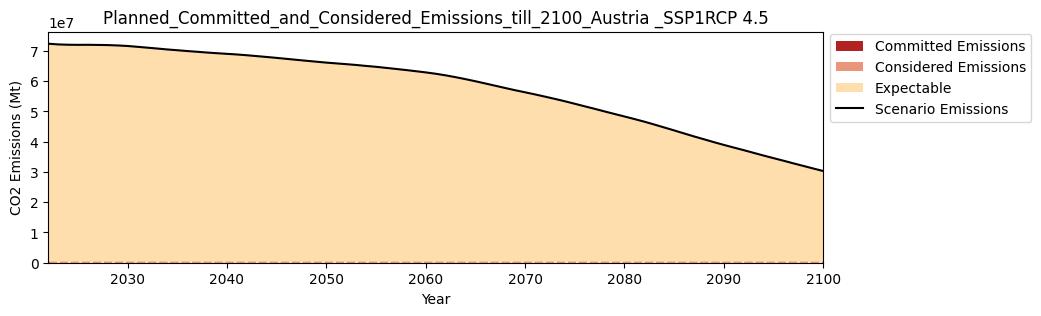 Planned_Committed_and_Considered_Emissions_till_2100_Austria _SSP1RCP 4.5
1e7
7
6
5
4
3
2
1
0
CO2 Emissions (Mt)
2030 2040 2050 2060 2070 2080 2090 2100
Year
Committed Emissions
Considered Emissions
Expectable
Scenario Emissions